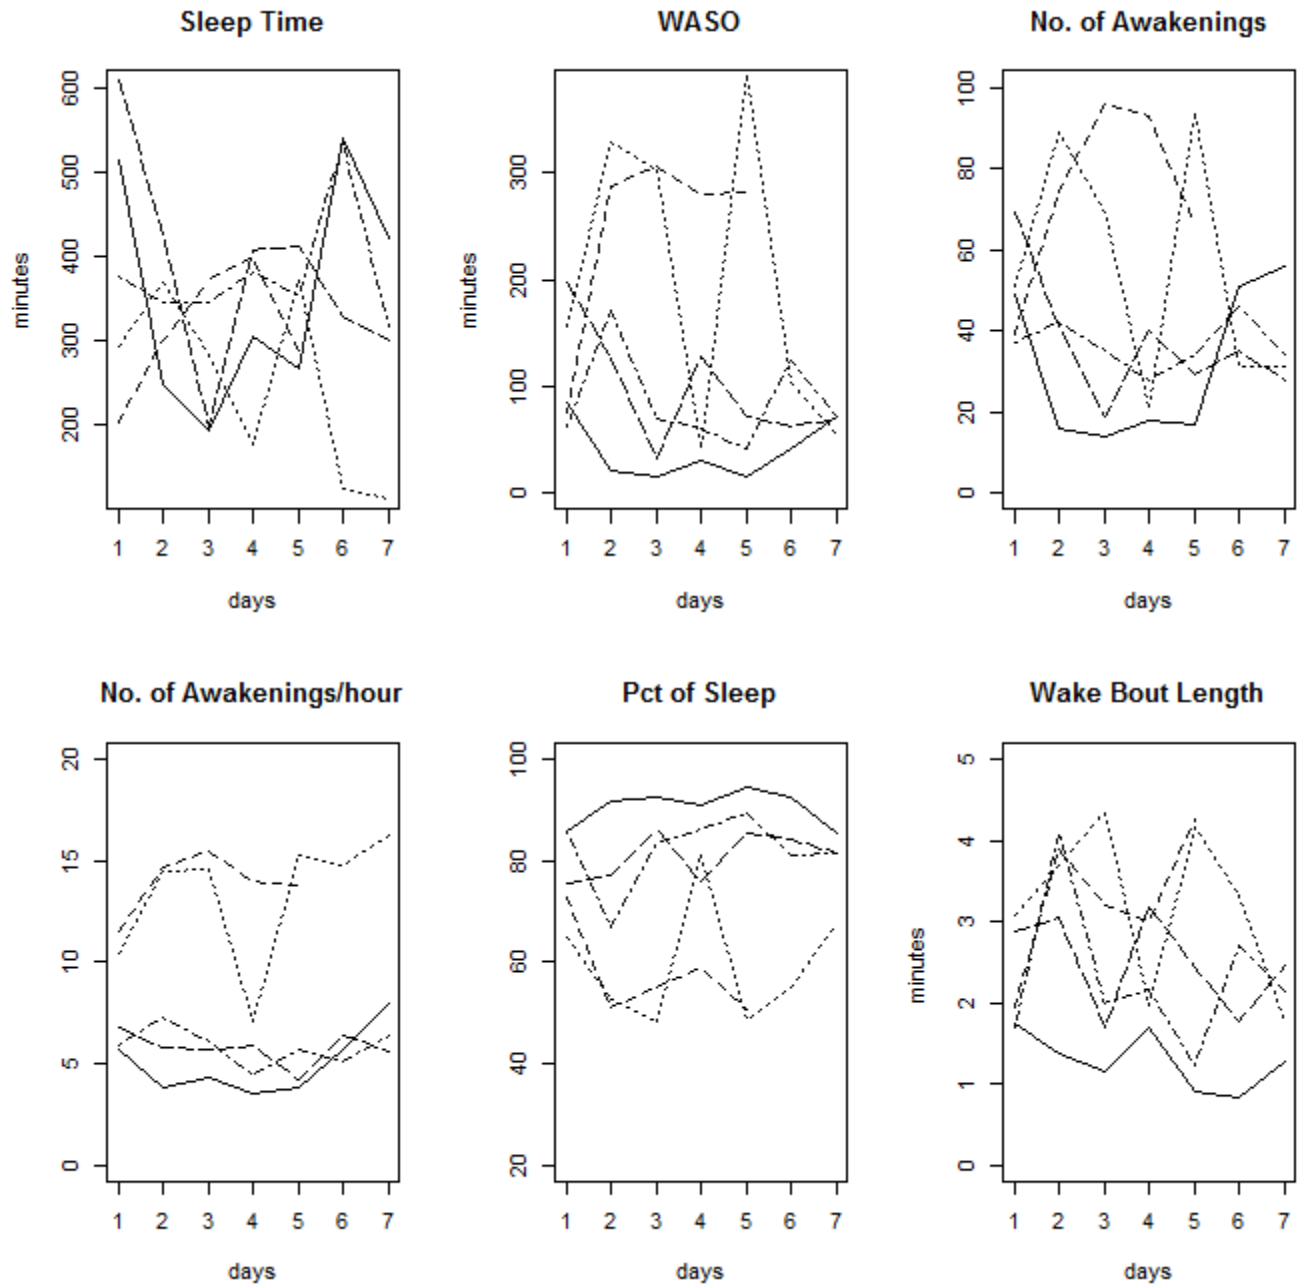 Sleep Time
minutes
600
500
400
300
200
1 2 3 4 5 6 7
days
WASO
minutes
300
200
100
0
1 2 3 4 5 6 7
days
No. of Awakenings
100
80
60
40
20
0
1 2 3 4 5 6 7
days
No. of Awakenings/hour
20
15
10
5
0
1 2 3 4 5 6 7
days
Pct of Sleep
100
80
60
40
20
1 2 3 4 5 6 7
days
Wake Bout Length
minutes
5
4
3
2
1
0
1 2 3 4 5 6 7
days